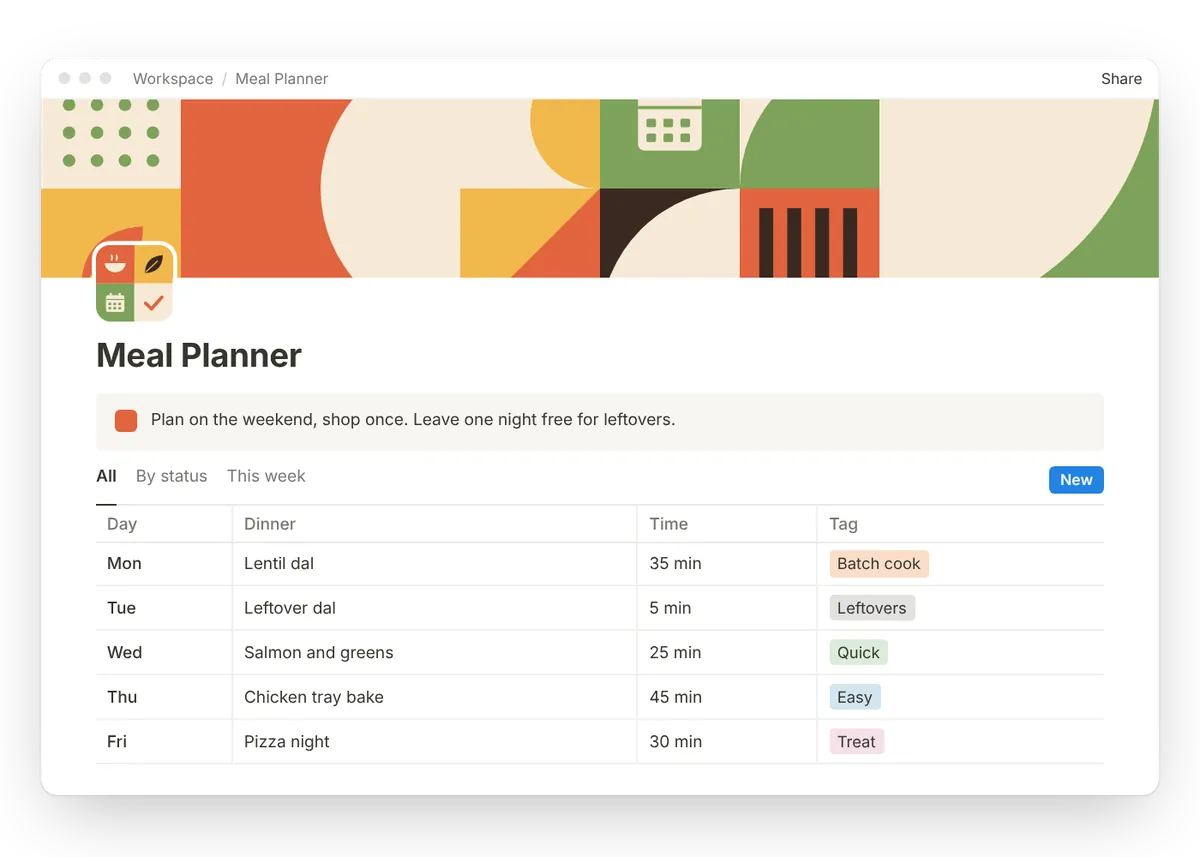 Workspace / Meal Planner
Share
Meal Planner
Plan on the weekend, shop once. Leave one night free for leftovers.
All By status This week
New
Day Dinner Time Tag
Mon Lentil dal 35 min Batch cook
Tue Leftover dal 5 min Leftovers
Wed Salmon and greens 25 min Quick
Thu Chicken tray bake 45 min Easy
Fri Pizza night 30 min Treat